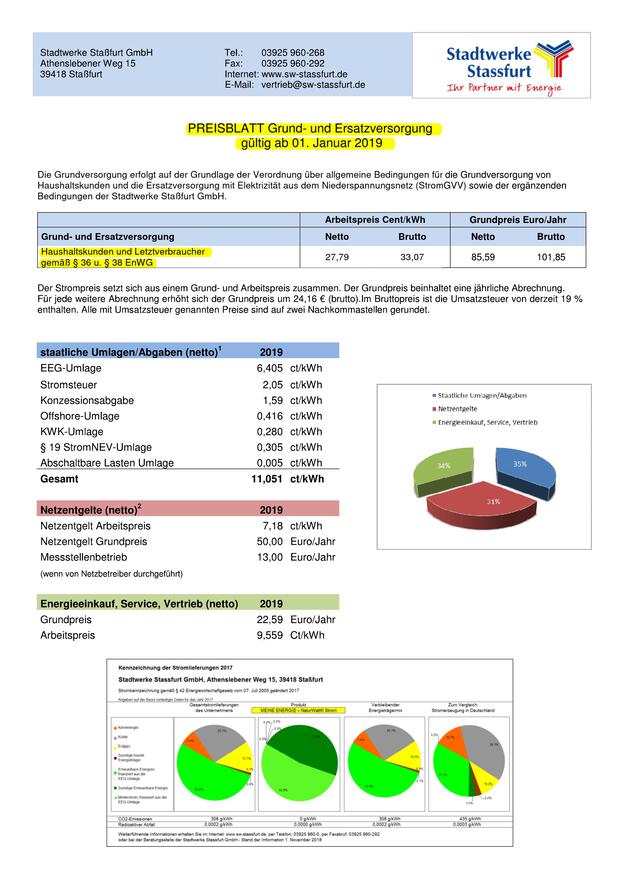 Stadtwerke Staßfurt GmbH
Athenslebener Weg 15
39418 Staßfurt
Tel.: 03925 960-268
Fax: 03925 960-292
Internet: www.sw-stassfurt.de
E-Mail: vertrieb@sw-stassfurt.de
Stadtwerke
Stassfurt
Ihr Partner mit Energie
PREISBLATT Grund- und Ersatzversorgung
gültig ab 01. Januar 2019
Die Grundversorgung erfolgt auf der Grundlage der Verordnung über allgemeine Bedingungen für die Grundversorgung von
Haushaltskunden und die Ersatzversorgung mit Elektrizität aus dem Niederspannungsnetz (StromGVV) sowie der ergänzenden
Bedingungen der Stadtwerke Staßfurt GmbH.
Arbeitspreis Cent/kWh Grundpreis Euro/Jahr
Grund- und Ersatzversorgung Netto Brutto Netto Brutto
Haushaltskunden und Letztverbraucher
gemäß § 36 u. § 38 EnWG 27,79 33,07 85,59 101,85
Der Strompreis setzt sich aus einem Grund- und Arbeitspreis zusammen. Der Grundpreis beinhaltet eine jährliche Abrechnung.
Für jede weitere Abrechnung erhöht sich der Grundpreis um 24,16 € (brutto).Im Bruttopreis ist die Umsatzsteuer von derzeit 19 %
enthalten. Alle mit Umsatzsteuer genannten Preise sind auf zwei Nachkommastellen gerundet.
staatliche Umlagen/Abgaben (netto)1 2019
EEG-Umlage 6,405 ct/kWh
Stromsteuer 2,05 ct/kWh
Konzessionsabgabe 1,59 ct/kWh
Offshore-Umlage 0,416 ct/kWh
KWK-Umlage 0,280 ct/kWh
§ 19 StromNEV-Umlage 0,305 ct/kWh
Abschaltbare Lasten Umlage 0,005 ct/kWh
Gesamt 11,051 ct/kWh
Staatliche Umlagen/Abgaben
Netzentgelte
Energieeinkauf, Service, Vertrieb
34%
35%
31%
Netzentgelte (netto)2 2019
Netzentgelt Arbeitspreis 7,18 ct/kWh
Netzentgelt Grundpreis 50,00 Euro/Jahr
Messstellenbetrieb 13,00 Euro/Jahr
(wenn von Netzbetreiber durchgeführt)
Energieeinkauf, Service, Vertrieb (netto) 2019
Grundpreis 22,59 Euro/Jahr
Arbeitspreis 9,559 Ct/kWh
Kennzeichnung der Stromlieferungen 2017
Stadtwerke Stassfurt GmbH, Athenslebener Weg 15, 39418 Staßfurt
Stromkennzeichnung gemäß § 42 Energiewirtschaftsgesetz vom 07. Juli 2005 geändert 2017
Gesamtstromlieferungen des Unternehmens
Produkt
MEINE ENERGIE – NaturWatt® Strom
Verbleibender Energieträgermix
Zum Vergleich: Stromerzeugung in Deutschland
Kernenergie
Kohle
Erdgas
Sonstige fossile Energieträger
Erneuerbare Energien, finanziert aus der EEG-Umlage
Sonstige Erneuerbare Energie
Mieterstrom, finanziert aus der EEG-Umlage
CO2-Emissionen 308 g/kWh 0 g/kWh 308 g/kWh 435 g/kWh
Radioaktiver Abfall 0,0002 g/kWh 0,0000 g/kWh 0,0002 g/kWh 0,0003 g/kWh
Weiterführende Informationen erhalten Sie im Internet: www.sw-stassfurt.de, per Telefon: 03925 960-0, per Faxabruf: 03925 960-292
oder bei der Beratungsstelle der Stadtwerke Stassfurt GmbH - Stand der Information 1. November 2018